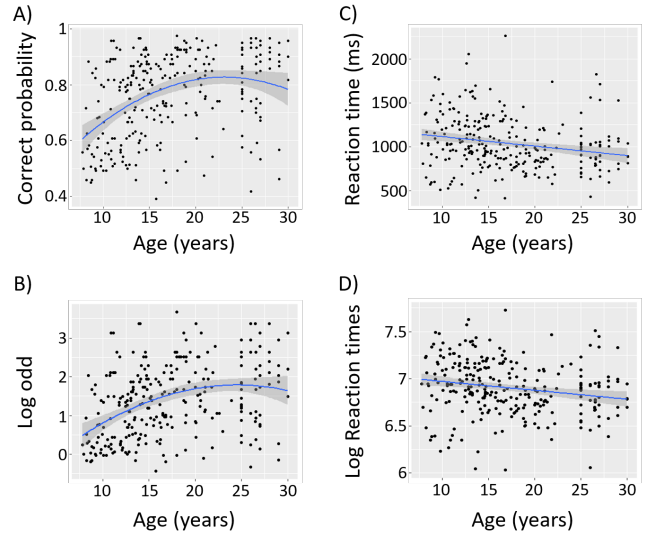 A)
Correct probability
1
0.8
0.6
0.4
10 15 20 25 30
Age (years)
B)
Log odd
3
2
1
0
10 15 20 25 30
Age (years)
C)
Reaction time (ms)
2000
1500
1000
500
10 15 20 25 30
Age (years)
D)
Log Reaction times
7.5
7
6.5
6
10 15 20 25 30
Age (years)